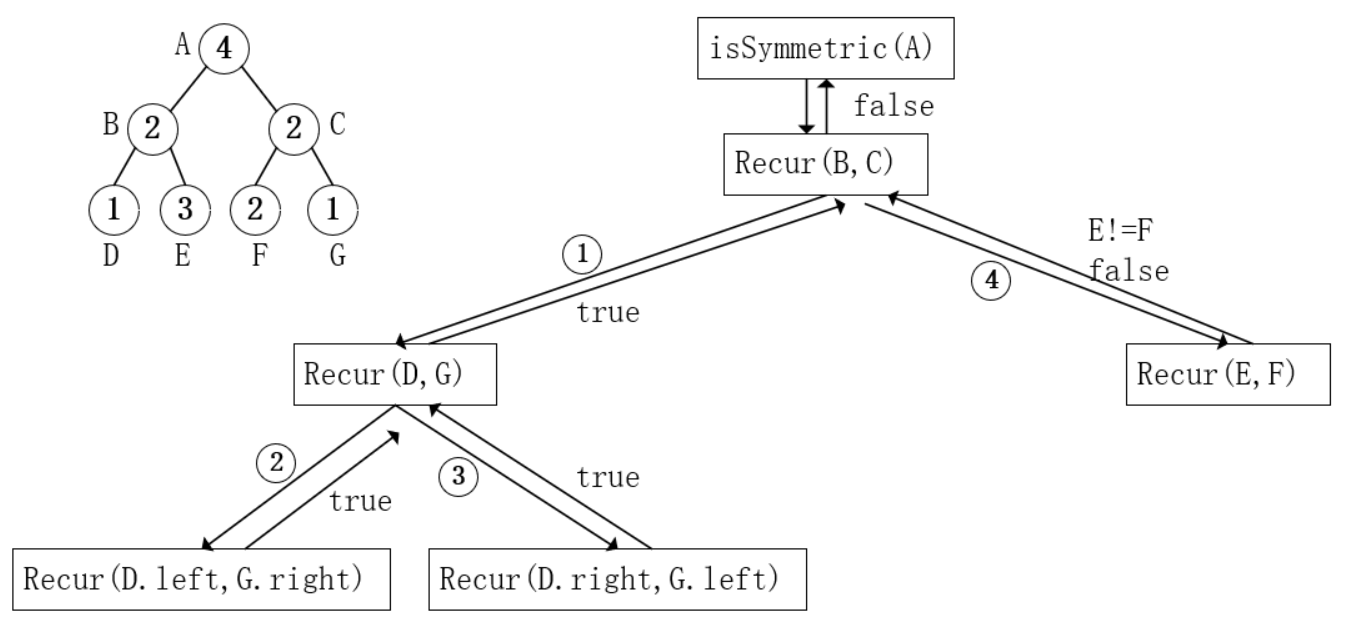 A 4
B 2
2 C
1 3 2 1
D E F G
isSymmetric(A)
false
Recur(B,C)
①
true
E!=F
false
④
Recur(D,G)
Recur(E,F)
②
true
③
true
Recur(D.left,G.right)
Recur(D.right,G.left)